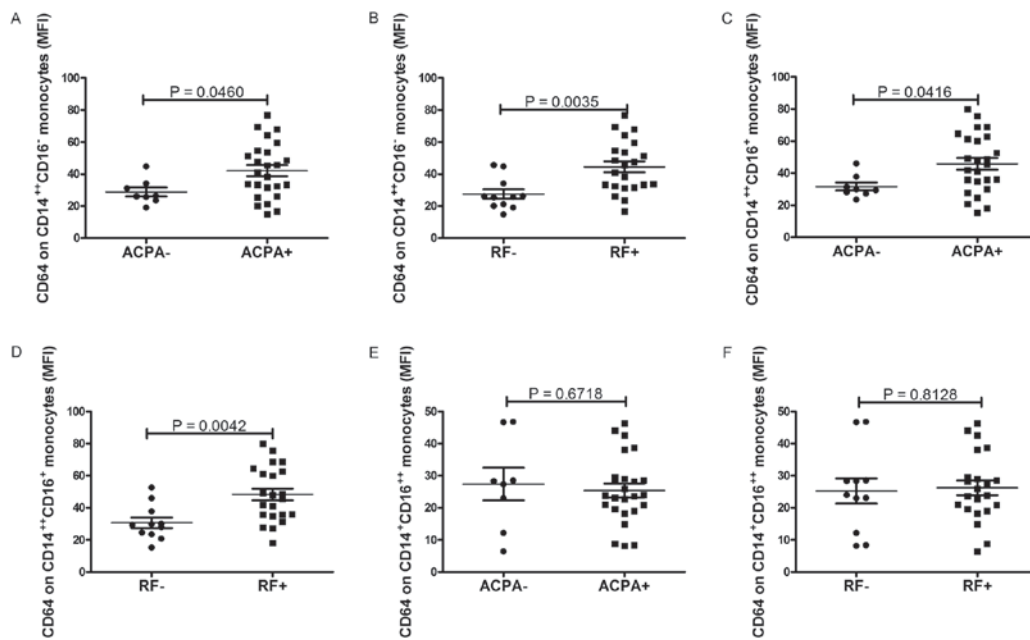 A
CD64 on CD14++CD16- monocytes (MFI)
100
80
60
40
20
0
P = 0.0460
ACPA-
ACPA+
B
CD64 on CD14++CD16- monocytes (MFI)
100
80
60
40
20
0
P = 0.0035
RF-
RF+
C
CD64 on CD14++CD16+ monocytes (MFI)
100
80
60
40
20
0
P = 0.0416
ACPA-
ACPA+
D
CD64 on CD14++CD16+ monocytes (MFI)
100
80
60
40
20
0
P = 0.0042
RF-
RF+
E
CD64 on CD14+CD16++ monocytes (MFI)
50
40
30
20
10
0
P = 0.6718
ACPA-
ACPA+
F
CD64 on CD14+CD16++ monocytes (MFI)
50
40
30
20
10
0
P = 0.8128
RF-
RF+